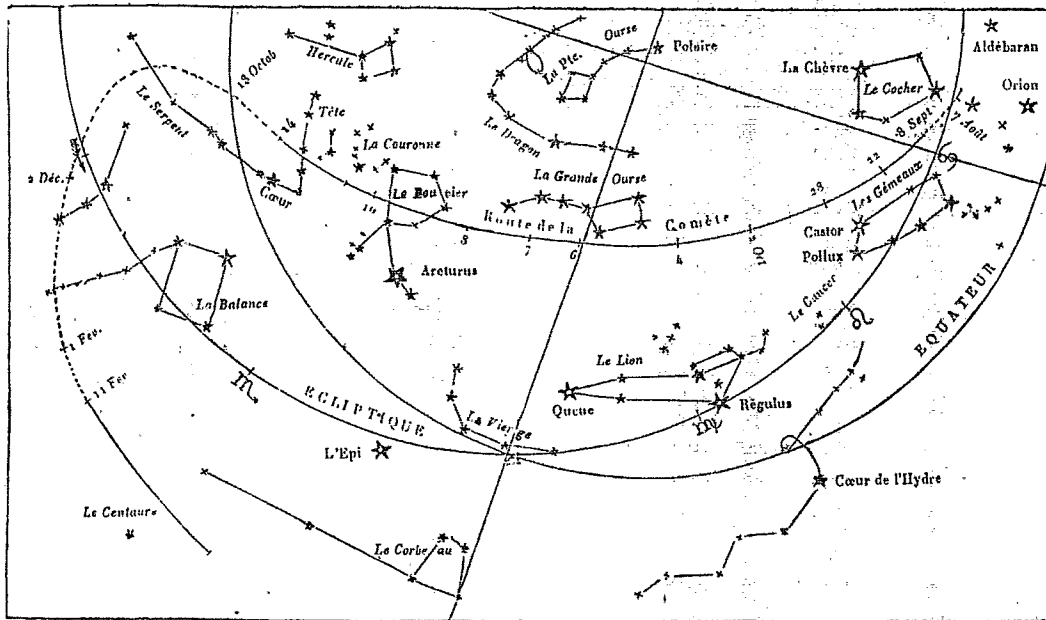 Hercule
Ourse
Polaire
La Pte.
Aldébaran
La Chèvre
Le Cocher
Orion
13 Octob
Le Serpent
Tête
14
La Couronne
Le Dragon
8 Sept
7 Août
2 Déc.
Cœur
Le Bouvier
10
La Grande Ourse
22
28
Les Gémeaux
Route de la Comète
8
7
6
4
Oct
Castor
Pollux
Arcturus
La Balance
Le Cancer
♌
EQUATEUR
1 Fev.
11 Fev
♏
ECLIPTIQUE
Le Lion
Queue
Régulus
♍
La Vierge
L'Epi
Cœur de l'Hydre
Le Centaure
Le Corbeau